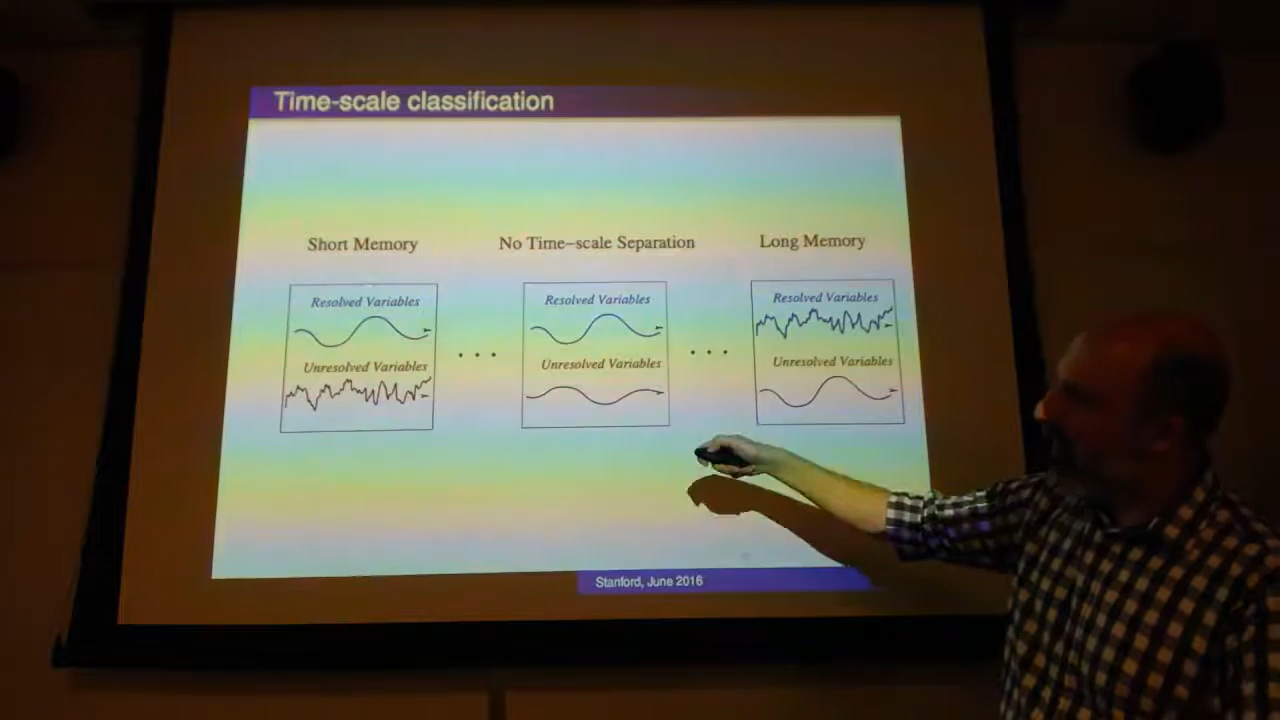 Time-scale classification
Short Memory
No Time-scale Separation
Long Memory
Resolved Variables
Resolved Variables
Resolved Variables
Unresolved Variables
Unresolved Variables
Unresolved Variables
Stanford, June 2016